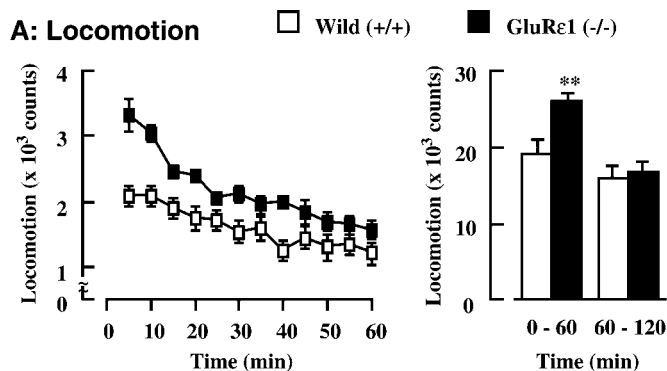 A: Locomotion
Wild (+/+)
GluRε1 (-/-)
Locomotion (x 10³ counts)
4
3
2
1
0
0 10 20 30 40 50 60
Time (min)
Locomotion (x 10³ counts)
30
20
10
0
**
0 - 60 60 - 120
Time (min)